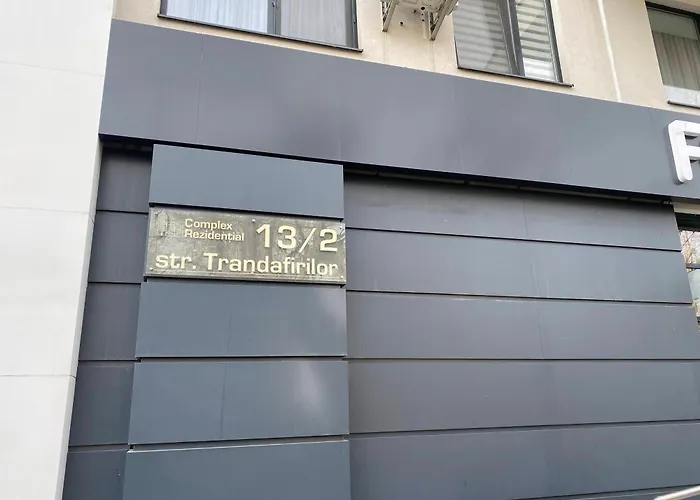 Complex
Rezidential 13/2
str. Trandafirilor
F